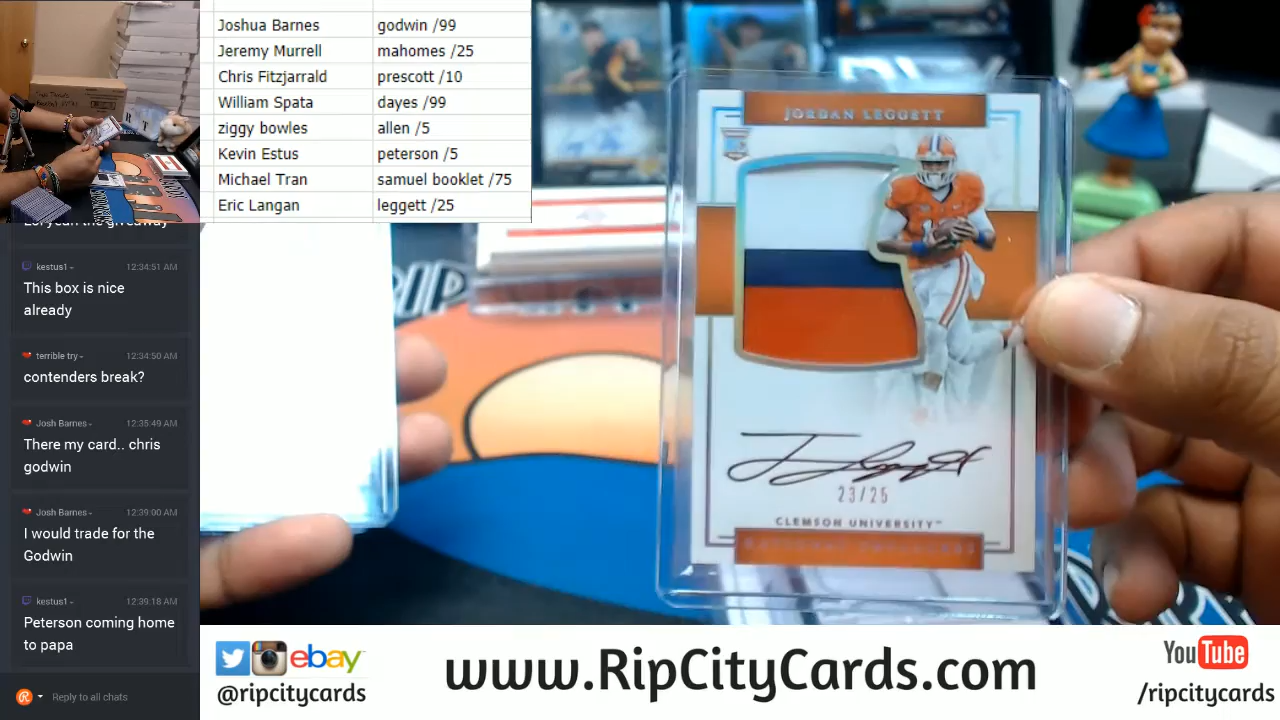 Joshua Barnes godwin /99
Jeremy Murrell mahomes /25
Chris Fitzjarrald prescott /10
William Spata dayes /99
ziggy bowles allen /5
Kevin Estus peterson /5
Michael Tran samuel booklet /75
Eric Langan leggett /25
kestus1 12:34:51 AM
This box is nice
already
terrible try 12:34:50 AM
contenders break?
Josh Barnes 12:35:49 AM
There my card.. chris
godwin
Josh Barnes 12:39:00 AM
I would trade for the
Godwin
kestus1 12:39:18 AM
Peterson coming home
to papa
Reply to all chats
JORDAN LEGGETT
23/25
CLEMSON UNIVERSITY™
RIP
ebay
@ripcitycards
www.RipCityCards.com
YouTube
/ripcitycards